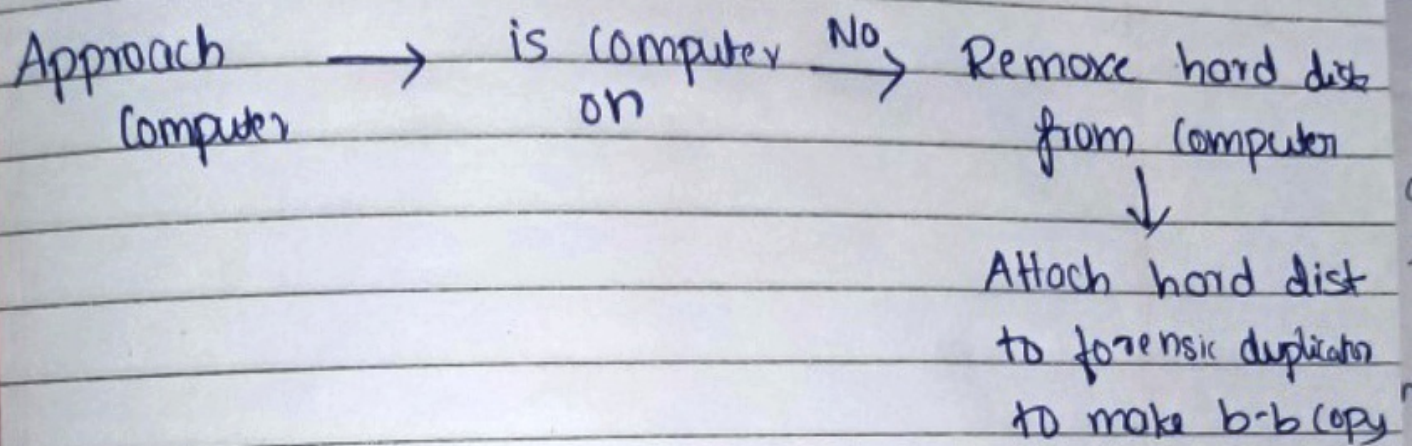 Approach → is computer No → Remove hard disk
computer on from computer
↓
Attach hard dist
to forensic duplicator
to make b-b copy